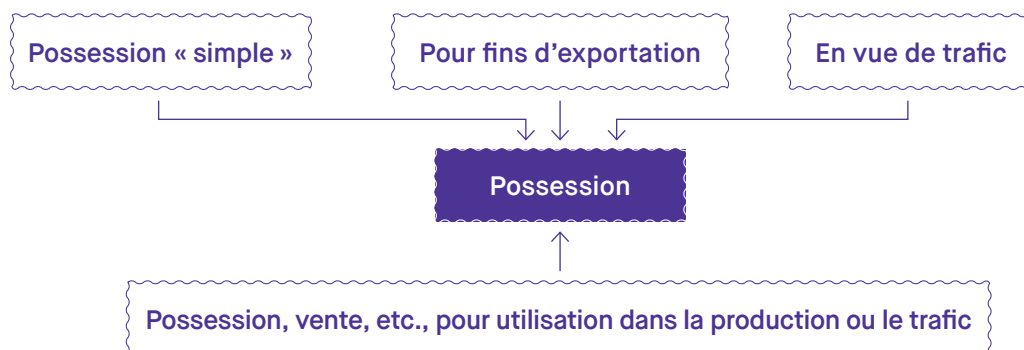 Possession « simple »
Pour fins d’exportation
En vue de trafic
Possession
Possession, vente, etc., pour utilisation dans la production ou le trafic